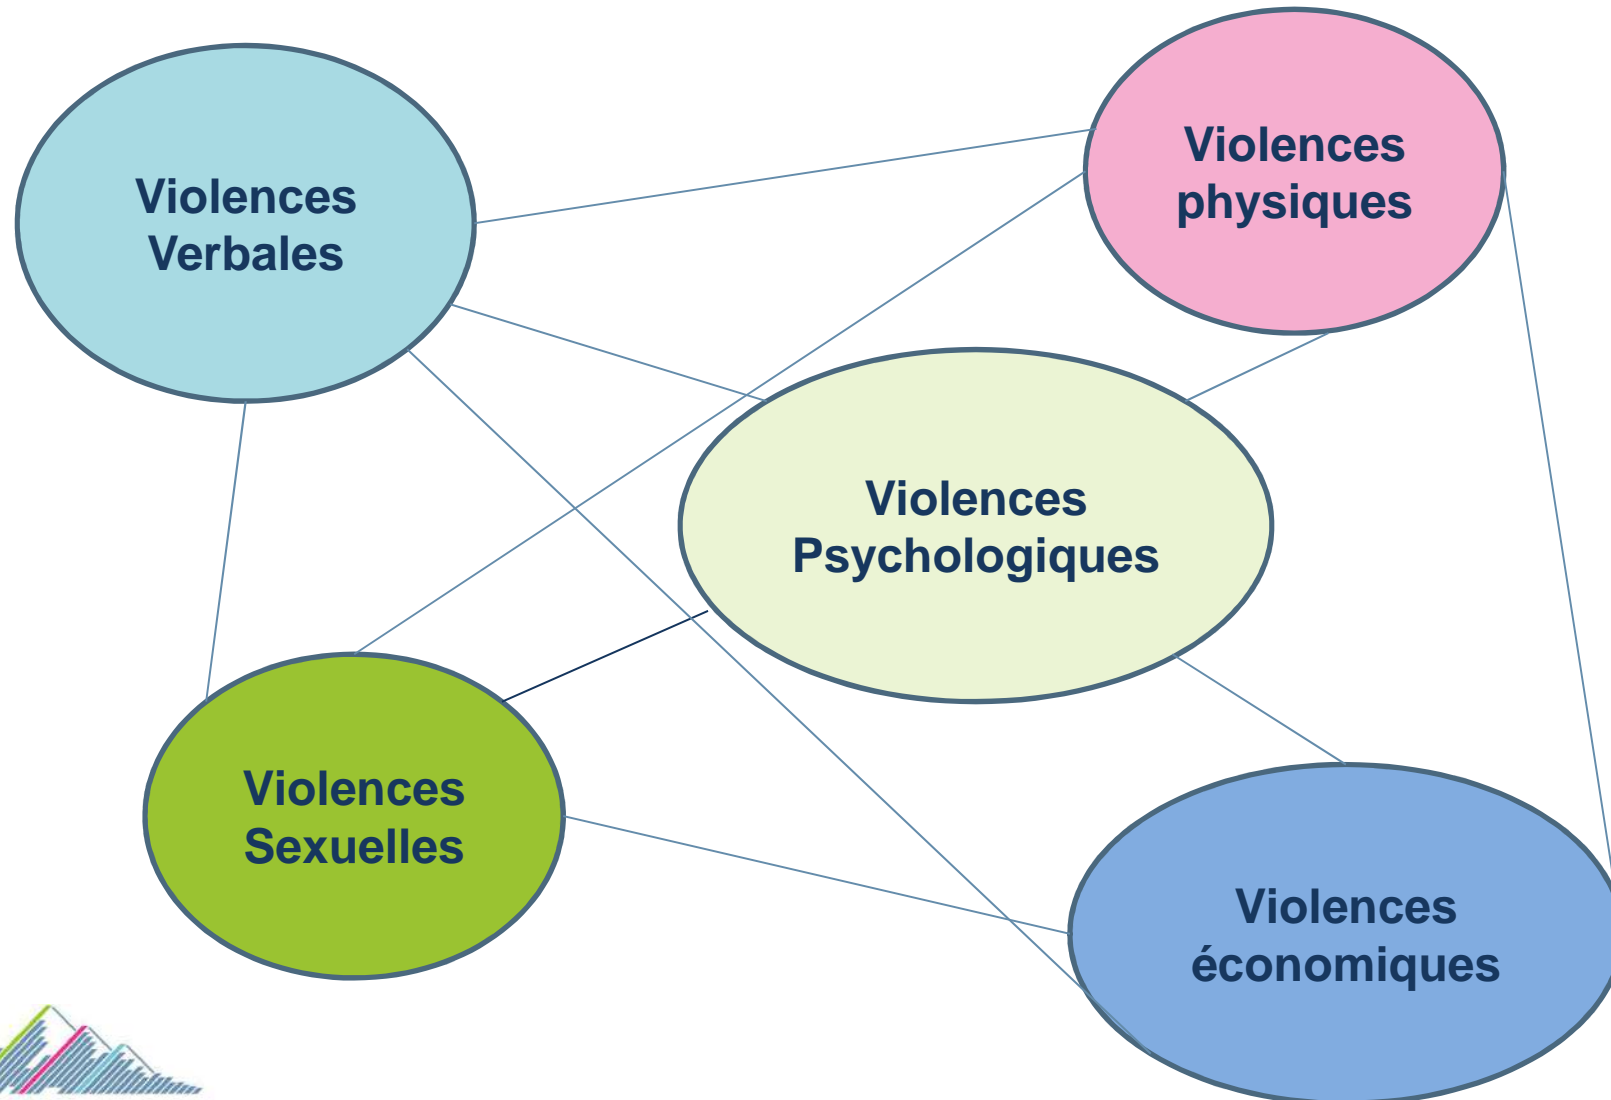 Violences
Verbales
Violences
physiques
Violences
Psychologiques
Violences
Sexuelles
Violences
économiques